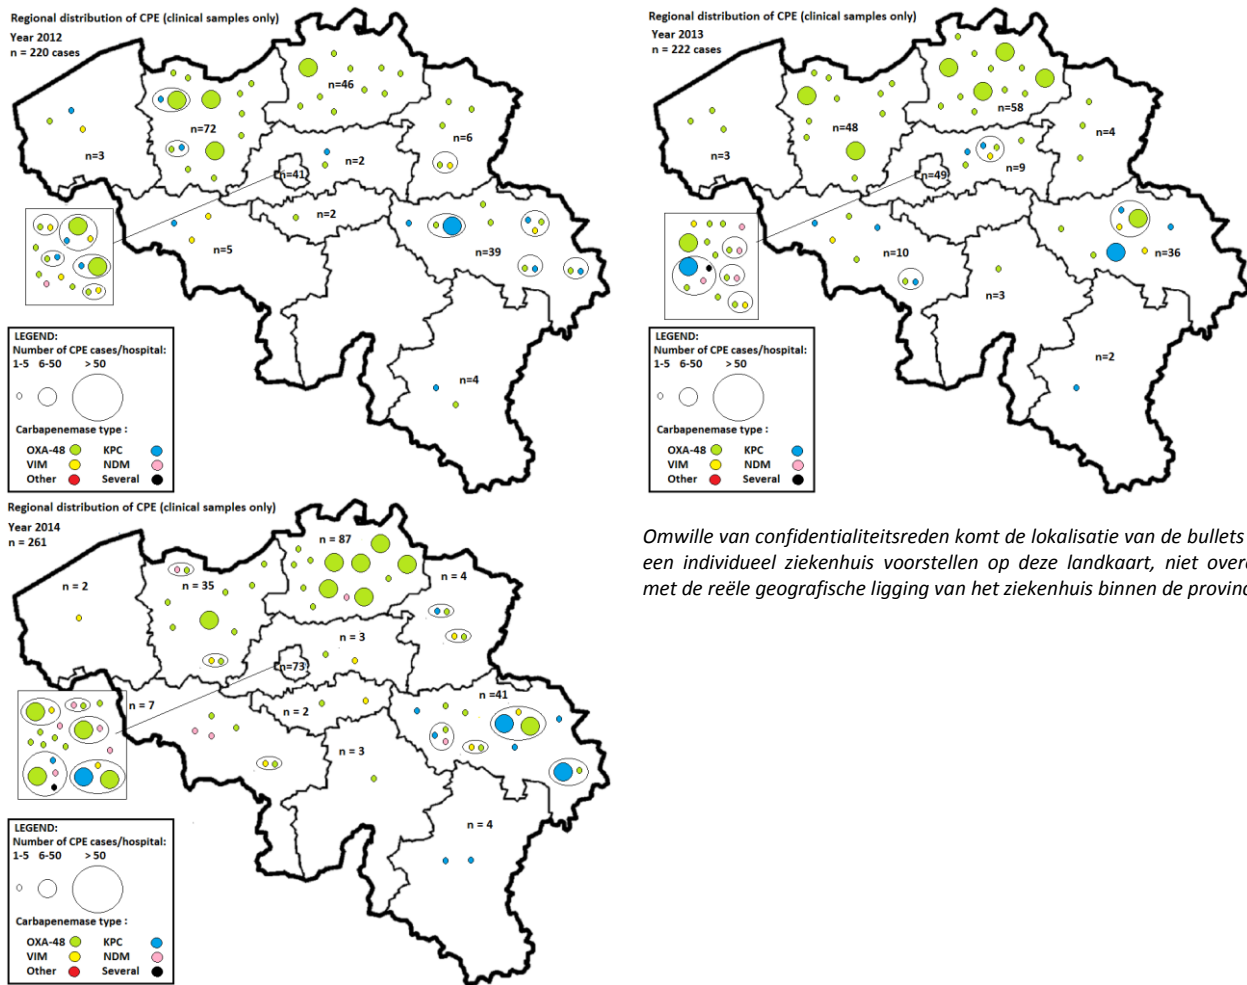 Regional distribution of CPE (clinical samples only)
Year 2012
n = 220 cases
n=46
n=72
n=6
n=3
n=2
n=41
n=2
n=5
n=39
n=4
LEGEND:
Number of CPE cases/hospital:
1-5 6-50 > 50
Carbapenemase type :
OXA-48 KPC
VIM NDM
Other Several
Regional distribution of CPE (clinical samples only)
Year 2013
n = 222 cases
n=58
n=48
n=4
n=3
n=9
n=49
n=10
n=36
n=3
n=2
LEGEND:
Number of CPE cases/hospital:
1-5 6-50 > 50
Carbapenemase type :
OXA-48 KPC
VIM NDM
Other Several
Regional distribution of CPE (clinical samples only)
Year 2014
n = 261
n = 87
n = 2
n = 35
n = 4
n = 3
n=73
n = 7
n = 2
n =41
n = 3
n = 4
LEGEND:
Number of CPE cases/hospital:
1-5 6-50 > 50
Carbapenemase type :
OXA-48 KPC
VIM NDM
Other Several
Omwille van confidentialiteitsreden komt de lokalisatie van de bullets
een individueel ziekenhuis voorstellen op deze landkaart, niet
met de reële geografische ligging van het ziekenhuis binnen de